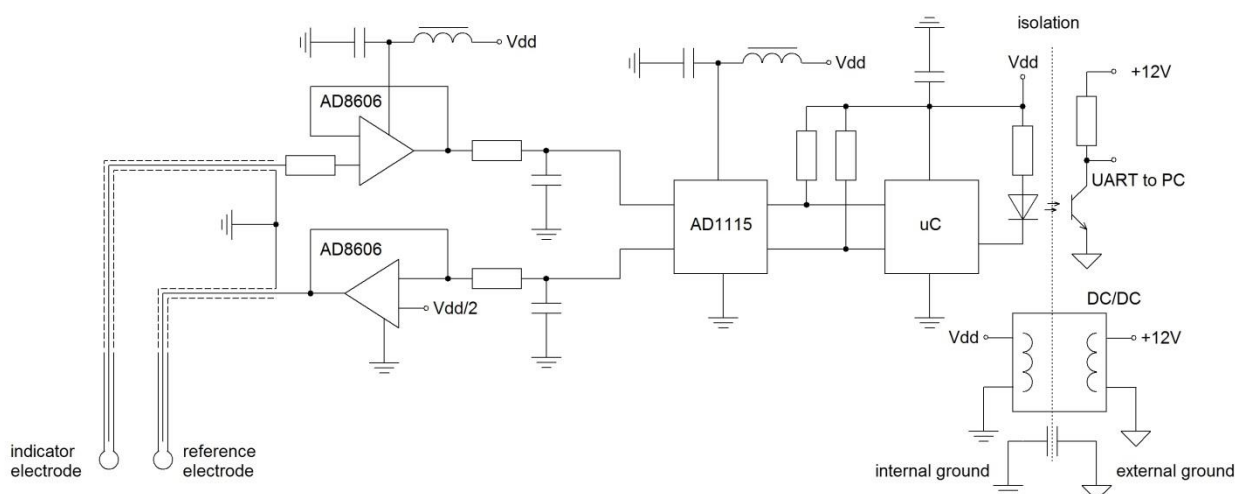 isolation
Vdd
Vdd
Vdd
+12V
AD8606
UART to PC
AD1115
uC
AD8606
Vdd/2
DC/DC
Vdd
+12V
indicator
electrode
reference
electrode
internal ground
external ground